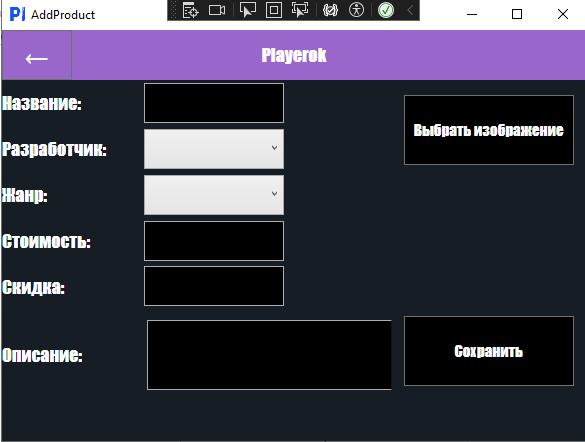 Pl AddProduct
←
Playerok
Название:
Выбрать изображение
Разработчик:
Жанр:
Стоимость:
Скидка:
Описание:
Сохранить